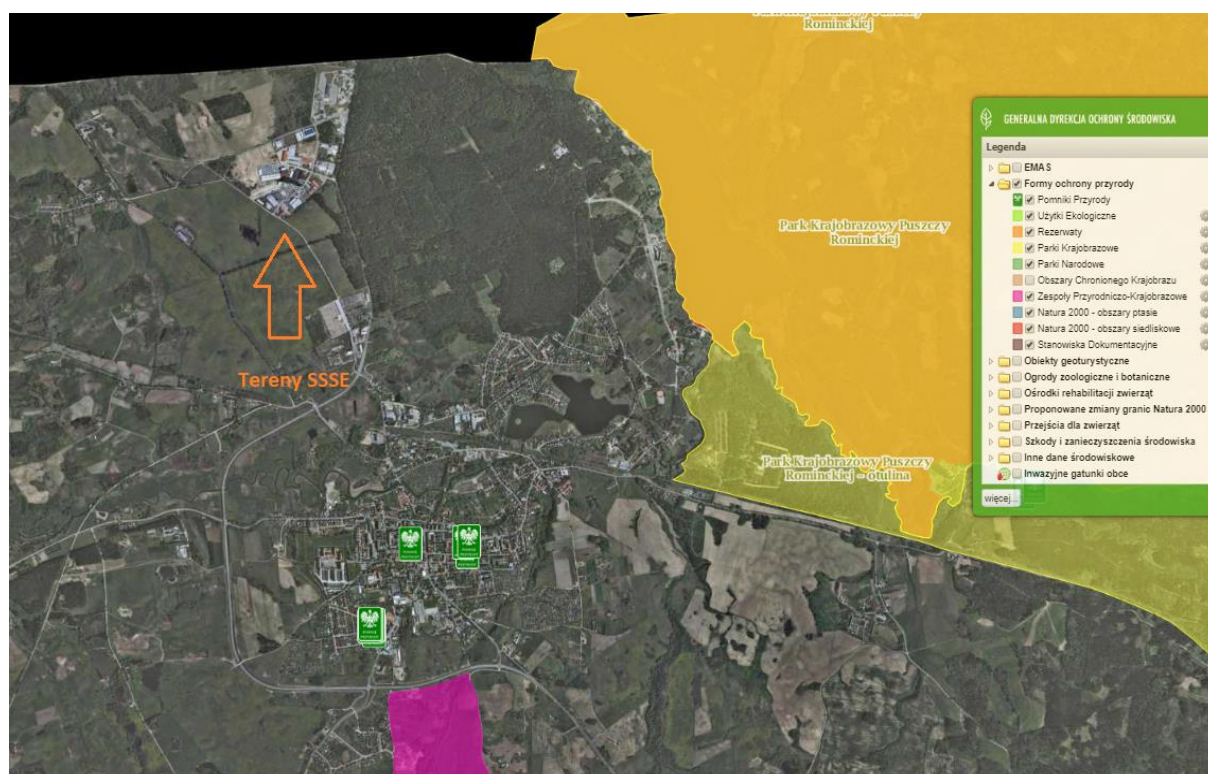 Park Krajobrazowy Puszczy
Rominckiej
GENERALNA DYREKCJA OCHRONY ŚRODOWISKA
Legenda
EMAS
Formy ochrony przyrody
Pomniki Przyrody
Użytki Ekologiczne
Rezerwaty
Parki Krajobrazowe
Parki Narodowe
Obszary Chronionego Krajobrazu
Zespoły Przyrodniczo-Krajobrazowe
Natura 2000 - obszary ptasie
Natura 2000 - obszary siedliskowe
Stanowiska Dokumentacyjne
Obiekty geoturystyczne
Ogrody zoologiczne i botaniczne
Ośrodki rehabilitacji zwierząt
Proponowane zmiany granic Natura 2000
Przejścia dla zwierząt
Szkody i zanieczyszczenia środowiska
Inne dane środowiskowe
Inwazyjne gatunki obce
więcej...
Park Krajobrazowy Puszczy
Rominckiej
Tereny SSSE
Park Krajobrazowy Puszczy
Rominckiej - otulina